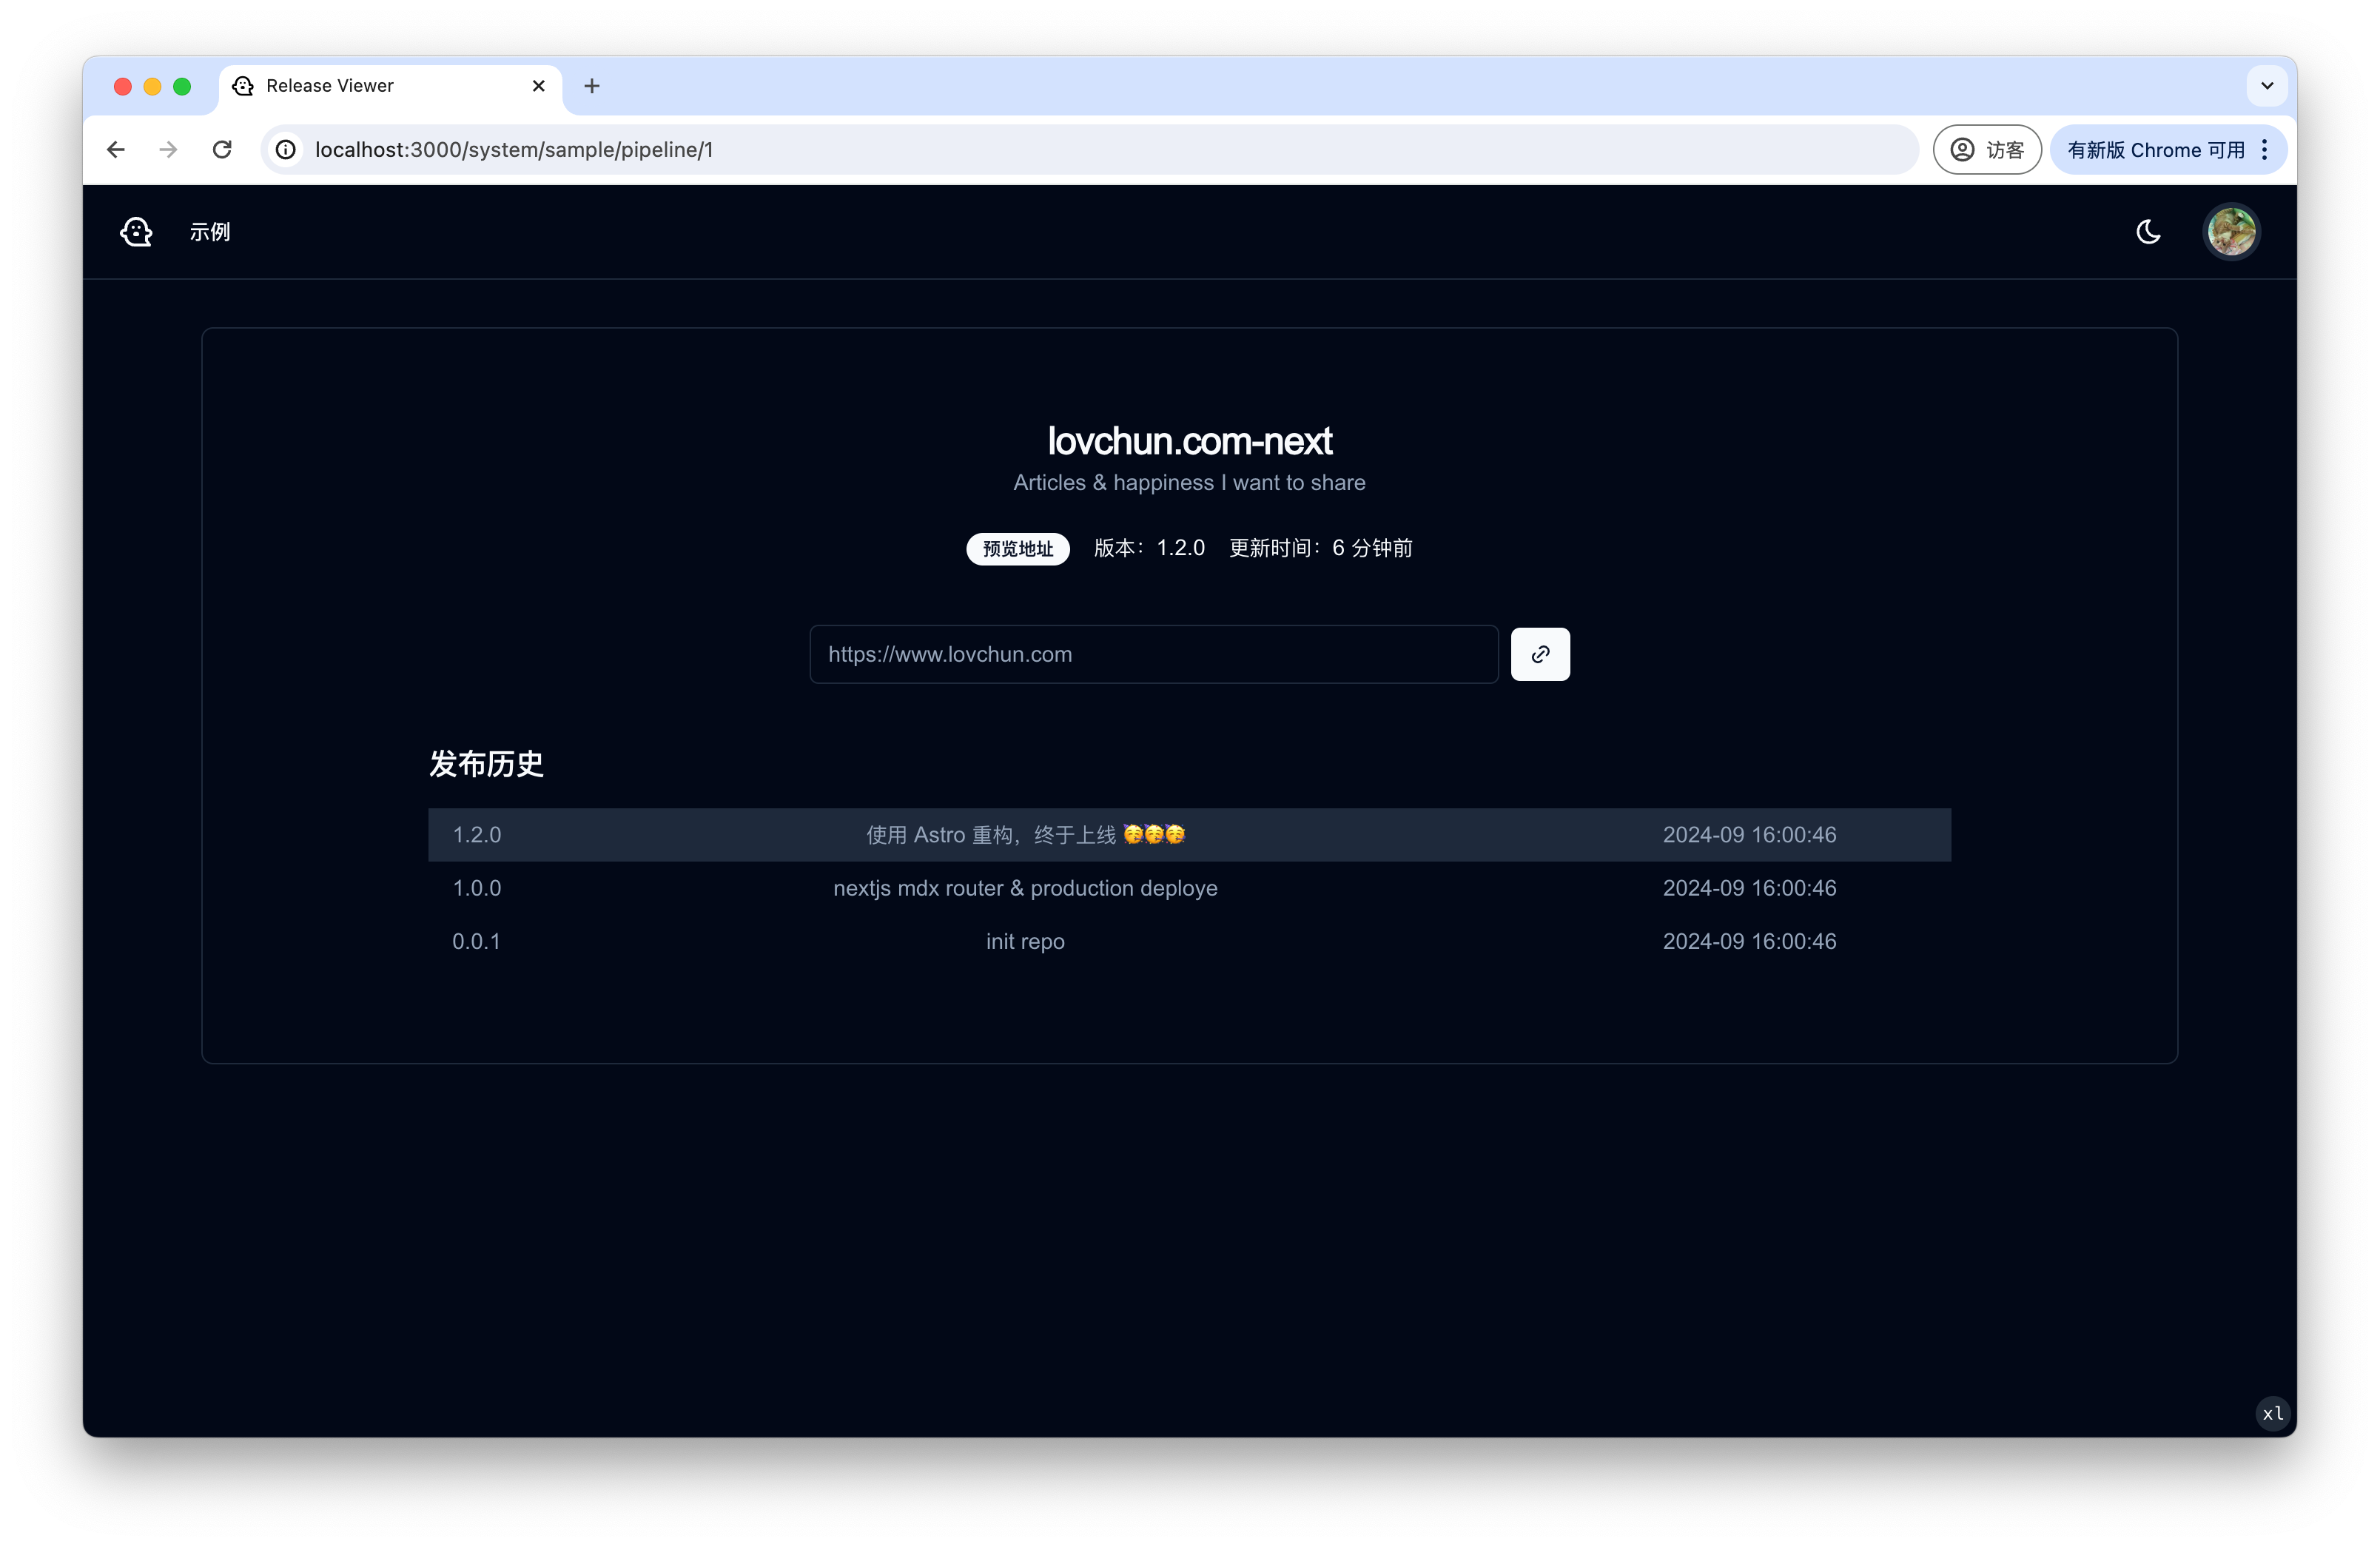 Release Viewer
localhost:3000/system/sample/pipeline/1
访客
有新版 Chrome 可用
示例
lovchun.com-next
Articles & happiness I want to share
预览地址 版本：1.2.0 更新时间：6 分钟前
https://www.lovchun.com
发布历史
1.2.0 使用 Astro 重构，终于上线 🥳🥳🥳 2024-09 16:00:46
1.0.0 nextjs mdx router & production deploye 2024-09 16:00:46
0.0.1 init repo 2024-09 16:00:46
xl